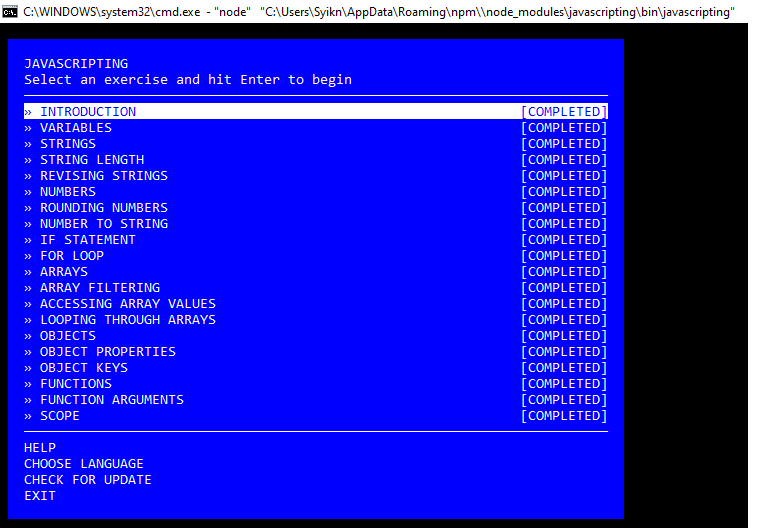 C:\WINDOWS\system32\cmd.exe - "node" "C:\Users\Syikn\AppData\Roaming\npm\\node_modules\javascripting\bin\javascripting"
JAVASCRIPTING
Select an exercise and hit Enter to begin
» INTRODUCTION [COMPLETED]
» VARIABLES [COMPLETED]
» STRINGS [COMPLETED]
» STRING LENGTH [COMPLETED]
» REVISING STRINGS [COMPLETED]
» NUMBERS [COMPLETED]
» ROUNDING NUMBERS [COMPLETED]
» NUMBER TO STRING [COMPLETED]
» IF STATEMENT [COMPLETED]
» FOR LOOP [COMPLETED]
» ARRAYS [COMPLETED]
» ARRAY FILTERING [COMPLETED]
» ACCESSING ARRAY VALUES [COMPLETED]
» LOOPING THROUGH ARRAYS [COMPLETED]
» OBJECTS [COMPLETED]
» OBJECT PROPERTIES [COMPLETED]
» OBJECT KEYS [COMPLETED]
» FUNCTIONS [COMPLETED]
» FUNCTION ARGUMENTS [COMPLETED]
» SCOPE [COMPLETED]
HELP
CHOOSE LANGUAGE
CHECK FOR UPDATE
EXIT